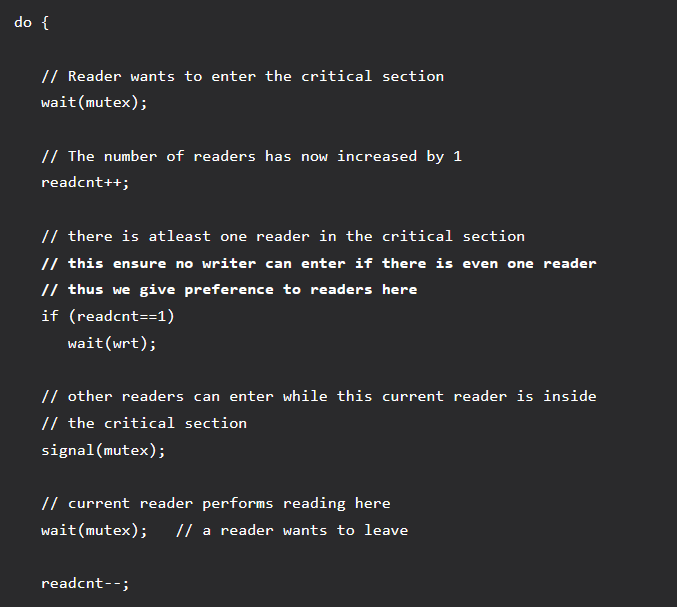 do {
// Reader wants to enter the critical section
wait(mutex);
// The number of readers has now increased by 1
readcnt++;
// there is atleast one reader in the critical section
// this ensure no writer can enter if there is even one reader
// thus we give preference to readers here
if (readcnt==1)
wait(wrt);
// other readers can enter while this current reader is inside
// the critical section
signal(mutex);
// current reader performs reading here
wait(mutex);   // a reader wants to leave
readcnt--;